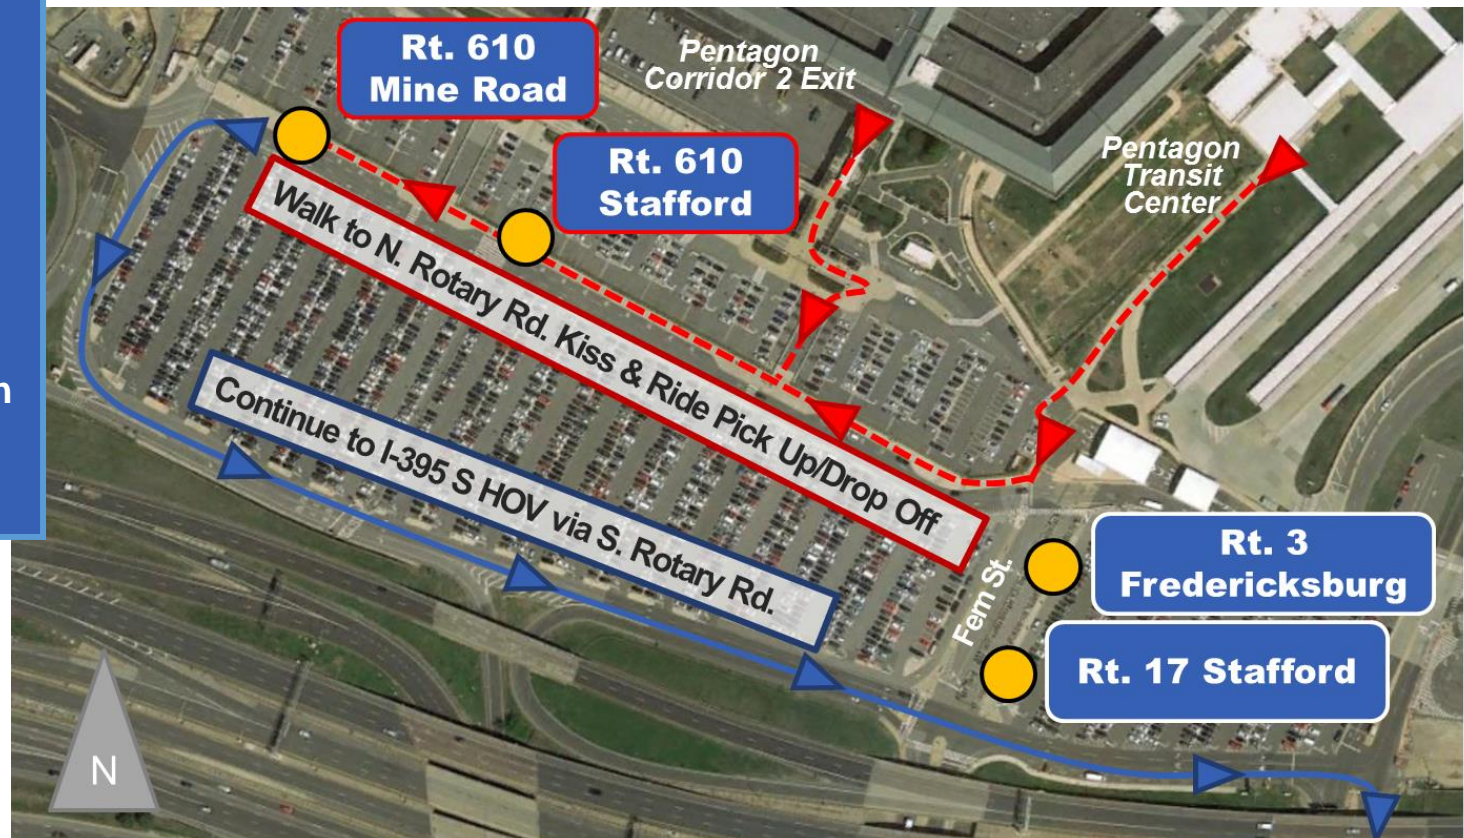 Rt. 610
Mine Road
Pentagon
Corridor 2 Exit
Rt. 610
Stafford
Pentagon
Transit
Center
Walk to N. Rotary Rd. Kiss & Ride Pick Up/Drop Off
n
Continue to I-395 S HOV via S. Rotary Rd.
Fern St.
Rt. 3
Fredericksburg
Rt. 17 Stafford
N